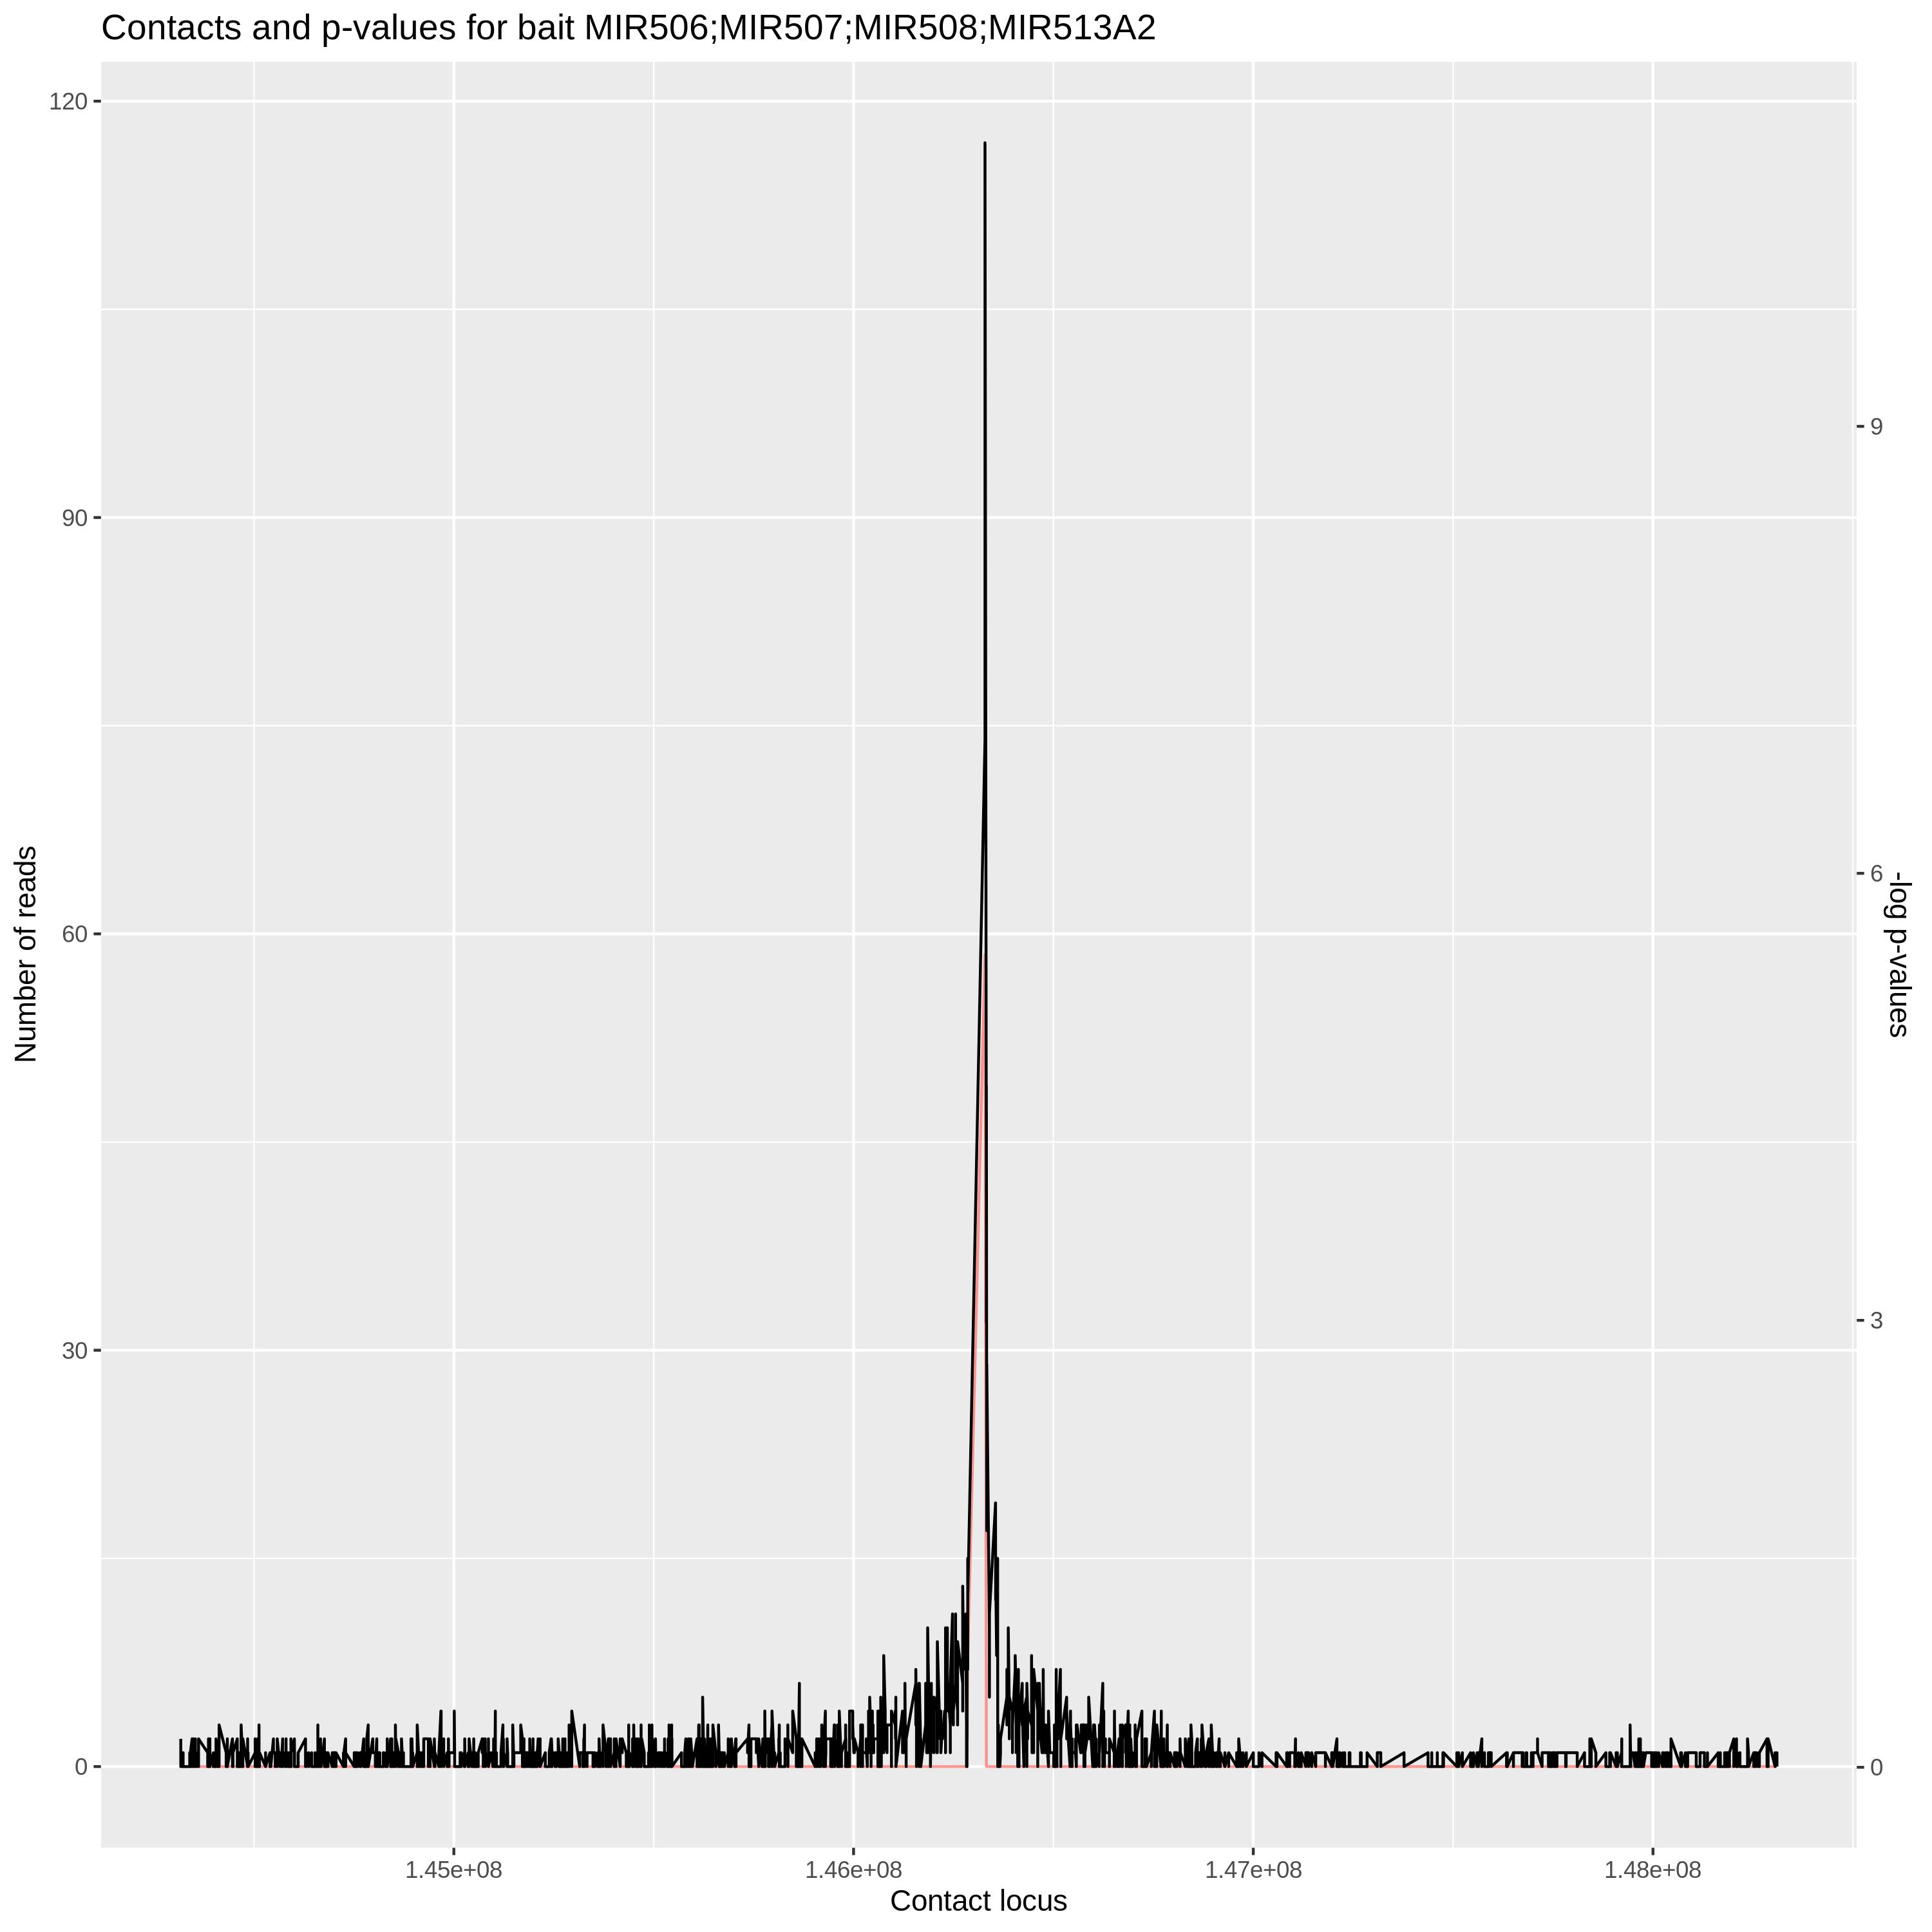 Contacts and p-values for bait MIR506;MIR507;MIR508;MIR513A2
120
90
60
30
0
Number of reads
9
6
3
0
-log p-values
1.45e+08
1.46e+08
1.47e+08
1.48e+08
Contact locus